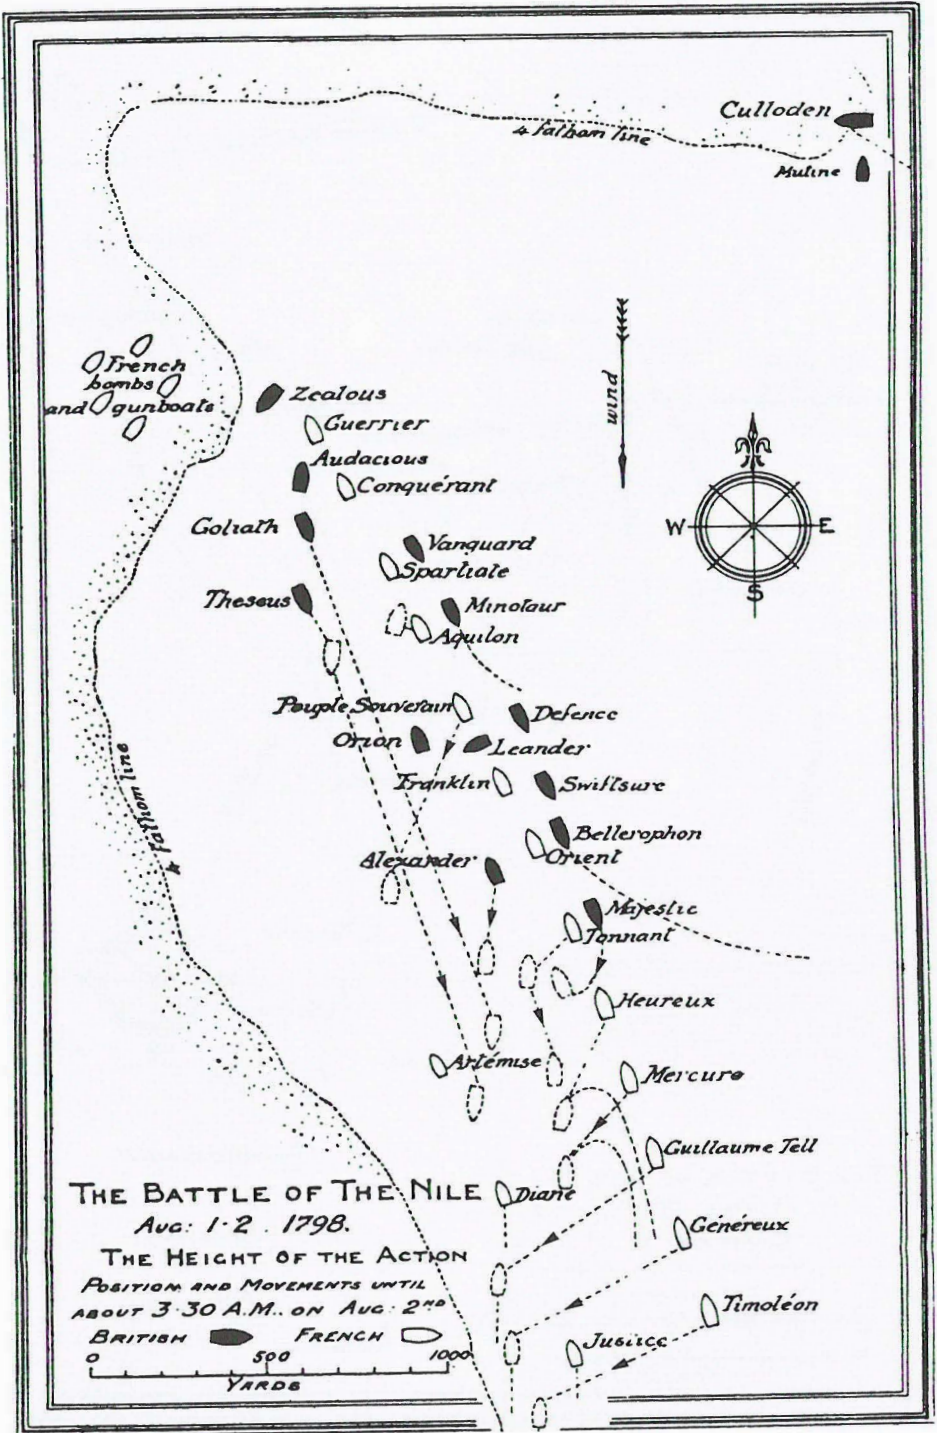 Culloden
4 fathom line
Mutine
French
bombs
and gunboats
Zealous
wind
Guerrier
Audacious
Conquérant
Goliath
W
E
S
Vanguard
Spartiate
Theseus
Minotaur
Aquilon
Peuple Souverain
Defence
Orion
Leander
Franklin
Swiftsure
4 fathom line
Bellerophon
Orient
Alexander
Majestic
Tonnant
Heureux
Artémise
Mercure
Guillaume Tell
THE BATTLE OF THE NILE
Diane
Aug: 1-2. 1798.
Généreux
THE HEIGHT OF THE ACTION
POSITION AND MOVEMENTS UNTIL
ABOUT 3·30 A.M. ON AUG: 2ND
Timoléon
BRITISH FRENCH
Justice
0 500 1000
YARDS